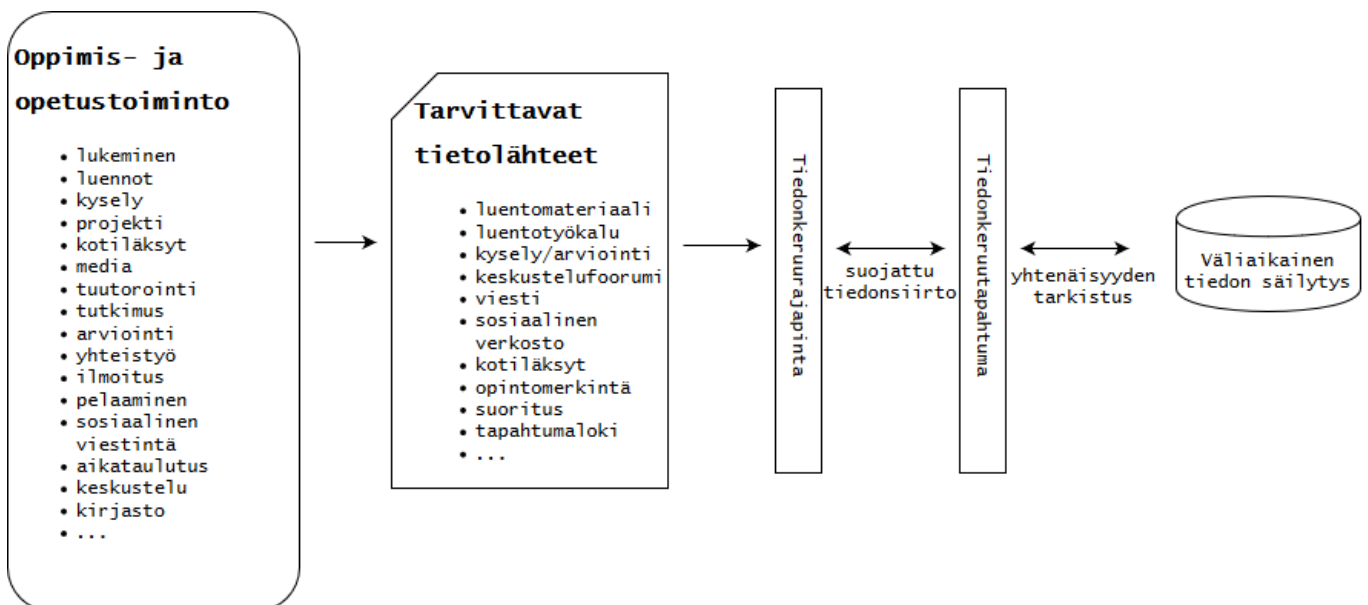 Oppimis- ja
opetustoiminto
• lukeminen
• luennot
• kysely
• projekti
• kotiläksyt
• media
• tuutorointi
• tutkimus
• arviointi
• yhteistyö
• ilmoitus
• pelaaminen
• sosiaalinen
viestintä
• aikataulutus
• keskustelu
• kirjasto
• ...
Tarvittavat
tietolähteet
• luentomateriaali
• luentotyökalu
• kysely/arviointi
• keskustelufoorumi
• viesti
• sosiaalinen
verkosto
• kotiläksyt
• opintomerkintä
• suoritus
• tapahtumaloki
• ...
Tiedonkeruurajapinta
suojattu
tiedonsiirto
Tiedonkeruutapahtuma
yhtenäisyyden
tarkistus
Väliaikainen
tiedon säilytys